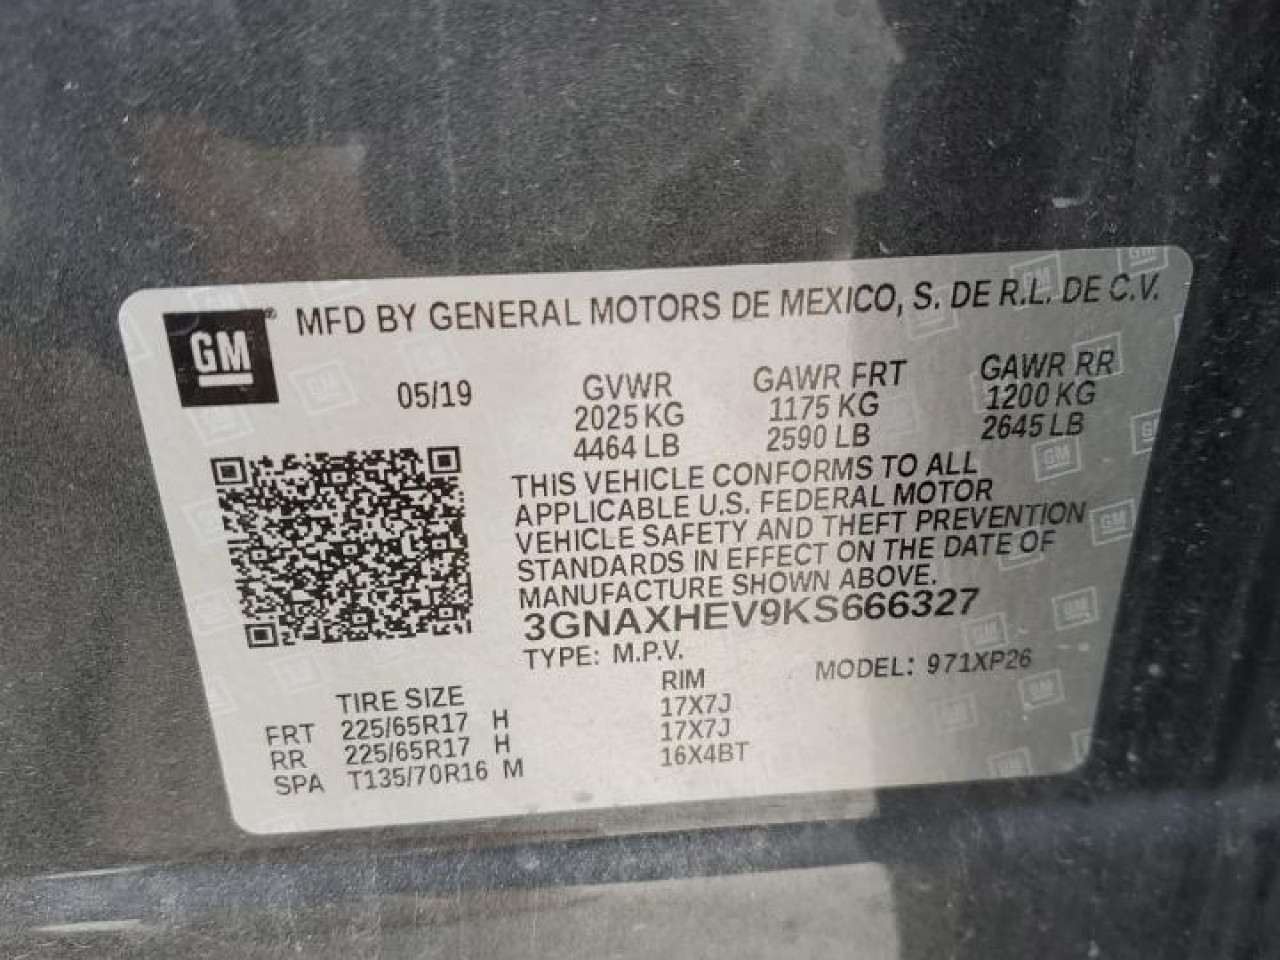 GM® MFD BY GENERAL MOTORS DE MEXICO, S. DE R.L. DE C.V.
05/19 GVWR GAWR FRT GAWR RR
2025 KG 1175 KG 1200 KG
4464 LB 2590 LB 2645 LB
THIS VEHICLE CONFORMS TO ALL
APPLICABLE U.S. FEDERAL MOTOR
VEHICLE SAFETY AND THEFT PREVENTION
STANDARDS IN EFFECT ON THE DATE OF
MANUFACTURE SHOWN ABOVE.
3GNAXHEV9KS666327
TYPE: M.P.V. MODEL: 971XP26
TIRE SIZE RIM
FRT 225/65R17 H 17X7J
RR 225/65R17 H 17X7J
SPA T135/70R16 M 16X4BT